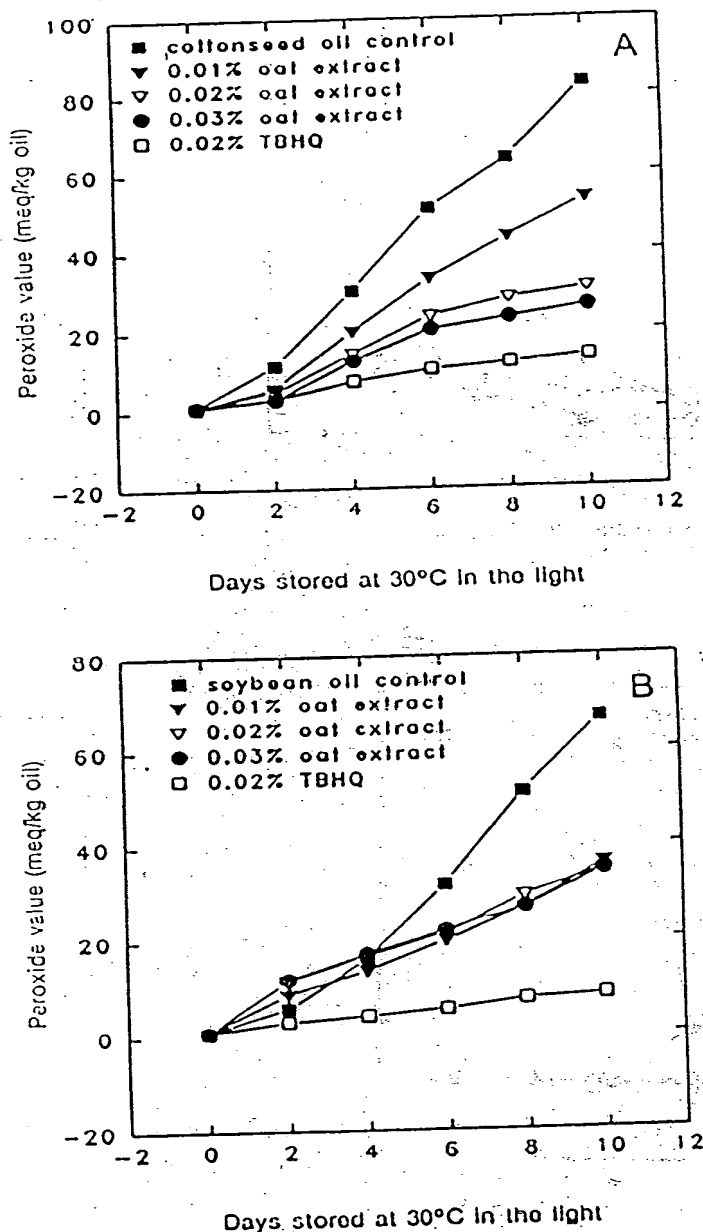 100
80
60
40
20
0
−20
Peroxide value (meq/kg oil)
A
cottonseed oil control
0.01% oat extract
0.02% oat extract
0.03% oat extract
0.02% TBHQ
−2 0 2 4 6 8 10 12
Days stored at 30°C in the light
80
60
40
20
0
−20
Peroxide value (meq/kg oil)
B
soybean oil control
0.01% oat extract
0.02% oat extract
0.03% oat extract
0.02% TBHQ
−2 0 2 4 6 8 10 12
Days stored at 30°C in the light